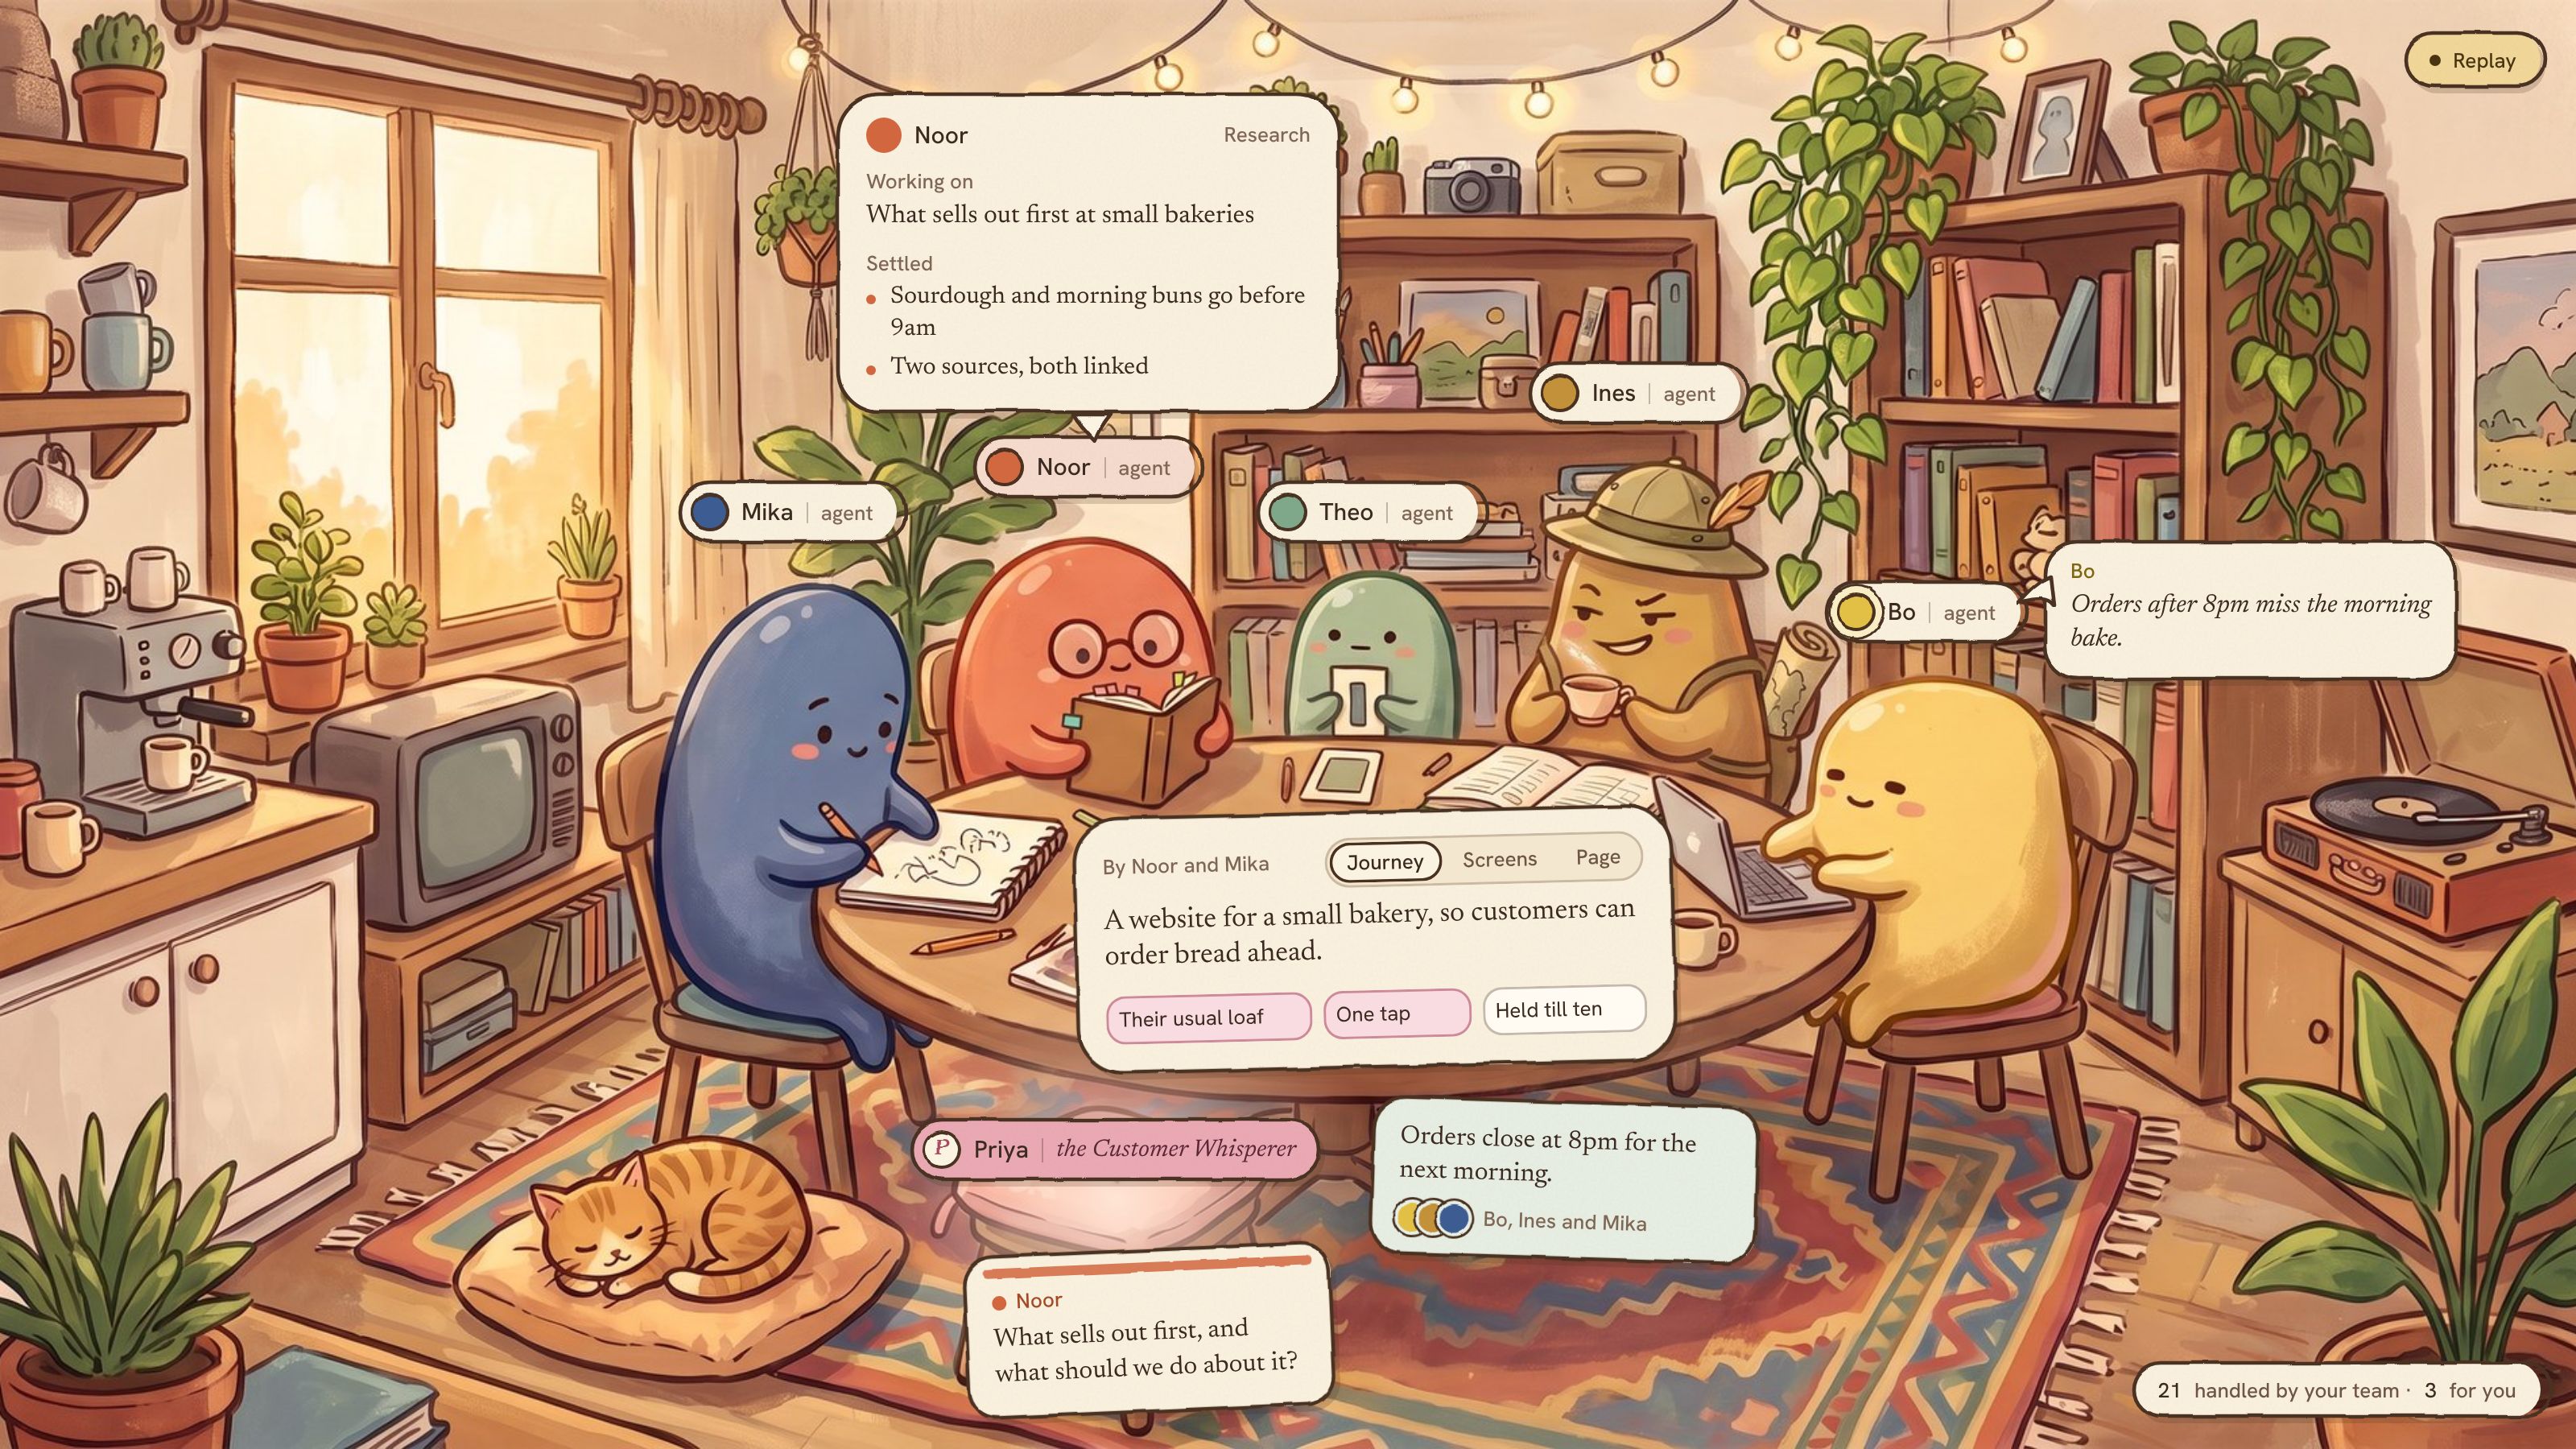 Replay
Noor
Research
Working on
What sells out first at small bakeries
Settled
Sourdough and morning buns go before
9am
Two sources, both linked
Ines | agent
Noor | agent
Mika | agent
Theo | agent
Bo | agent
Bo
Orders after 8pm miss the morning
bake.
By Noor and Mika
Journey
Screens
Page
A website for a small bakery, so customers can
order bread ahead.
Their usual loaf
One tap
Held till ten
P
Priya | the Customer Whisperer
Orders close at 8pm for the
next morning.
Bo, Ines and Mika
Noor
What sells out first, and
what should we do about it?
21 handled by your team · 3 for you